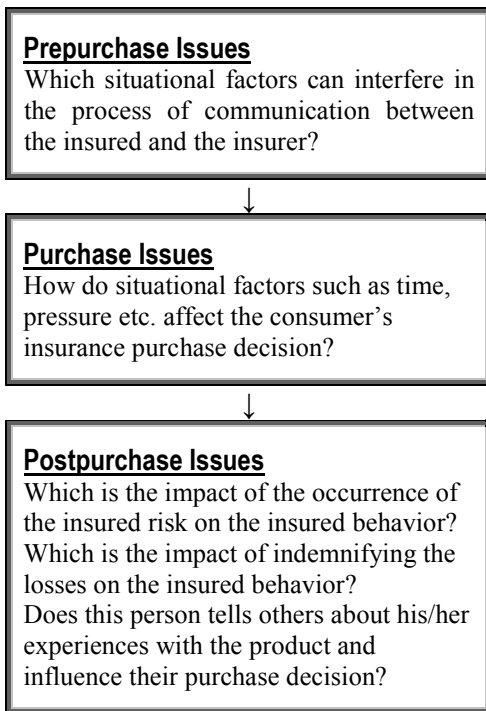 Prepurchase Issues
Which situational factors can interfere in
the process of communication between
the insured and the insurer?
↓
Purchase Issues
How do situational factors such as time,
pressure etc. affect the consumer's
insurance purchase decision?
↓
Postpurchase Issues
Which is the impact of the occurrence of
the insured risk on the insured behavior?
Which is the impact of indemnifying the
losses on the insured behavior?
Does this person tells others about his/her
experiences with the product and
influence their purchase decision?